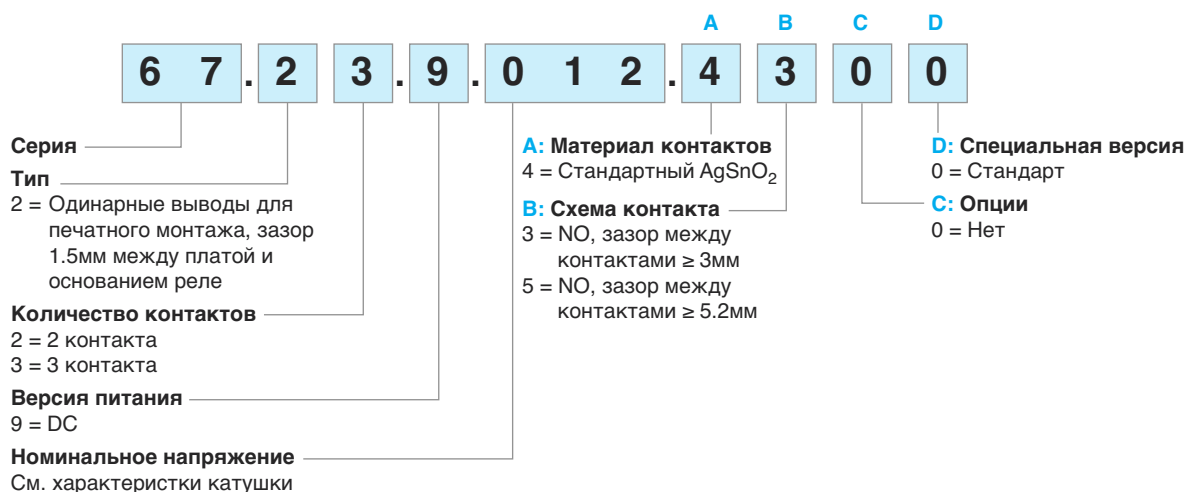 A B C D
6 7 . 2 3 . 9 . 0 1 2 . 4 3 0 0
Серия
Тип
2 = Одинарные выводы для
печатного монтажа, зазор
1.5мм между платой и
основанием реле
Количество контактов
2 = 2 контакта
3 = 3 контакта
Версия питания
9 = DC
Номинальное напряжение
См. характеристки катушки
A: Материал контактов
4 = Стандартный AgSnO₂
B: Схема контакта
3 = NO, зазор между
контактами ≥ 3мм
5 = NO, зазор между
контактами ≥ 5.2мм
D: Специальная версия
0 = Стандарт
C: Опции
0 = Нет